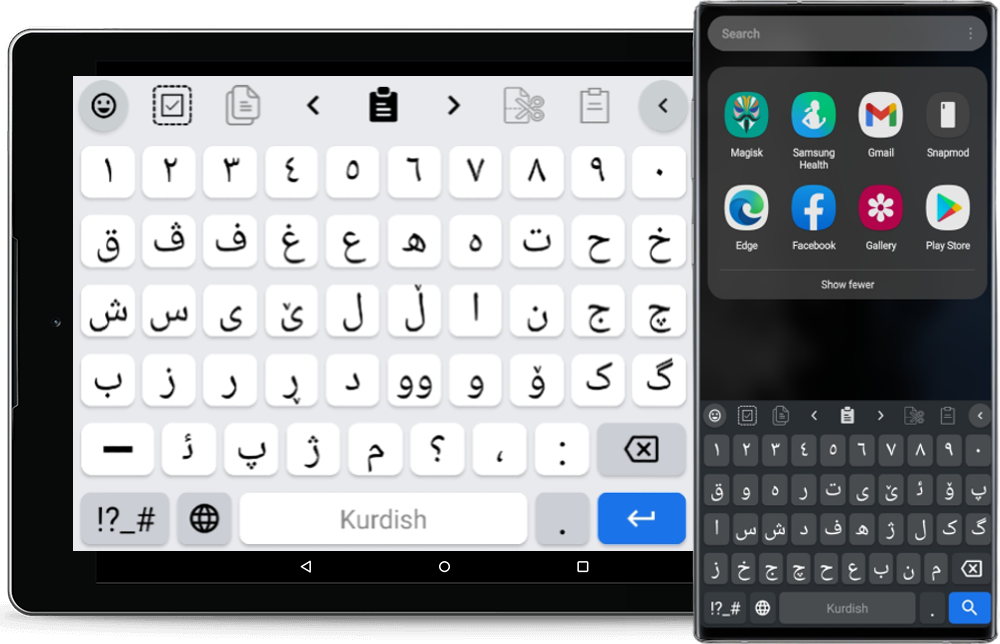 ١ ٢ ٣ ٤ ٥ ٦ ٧ ٨ ٩ ٠
ق ڤ ف غ ع ھ ە ت ح خ
ش س ی ێ ل ڵ ا ن ج چ
ب ز ر ڕ د وو و ۆ ک گ
ـ ئ پ ژ م ؟ ، :
!?_# Kurdish .
Search
Magisk Samsung Health Gmail Snapmod
Edge Facebook Gallery Play Store
Show fewer
١ ٢ ٣ ٤ ٥ ٦ ٧ ٨ ٩ ٠
ق و ە ر ت ی ێ ئ ۆ پ
ا س ش د ف ھ ژ ل ک گ
ز خ ج چ ح ع ب ن م
!?_# Kurdish .